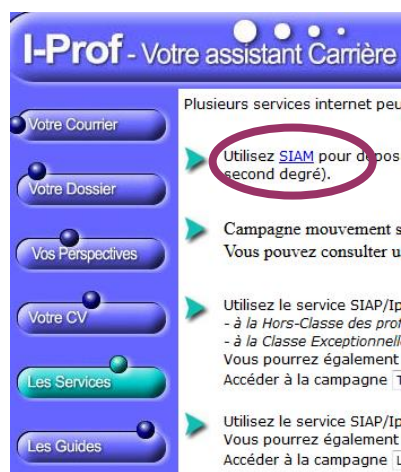 I-Prof - Votre assistant Carrière
Plusieurs services internet peu
Votre Courrier
Utilisez SIAM pour dépos
second degré).
Votre Dossier
Campagne mouvement s
Vous pouvez consulter u
Vos Perspectives
Utilisez le service SIAP/Ip
- à la Hors-Classe des prof
Votre CV
- à la Classe Exceptionnelle
Vous pourrez également
Les Services
Accéder à la campagne T
Utilisez le service SIAP/Ip
Vous pourrez également
Les Guides
Accéder à la campagne L